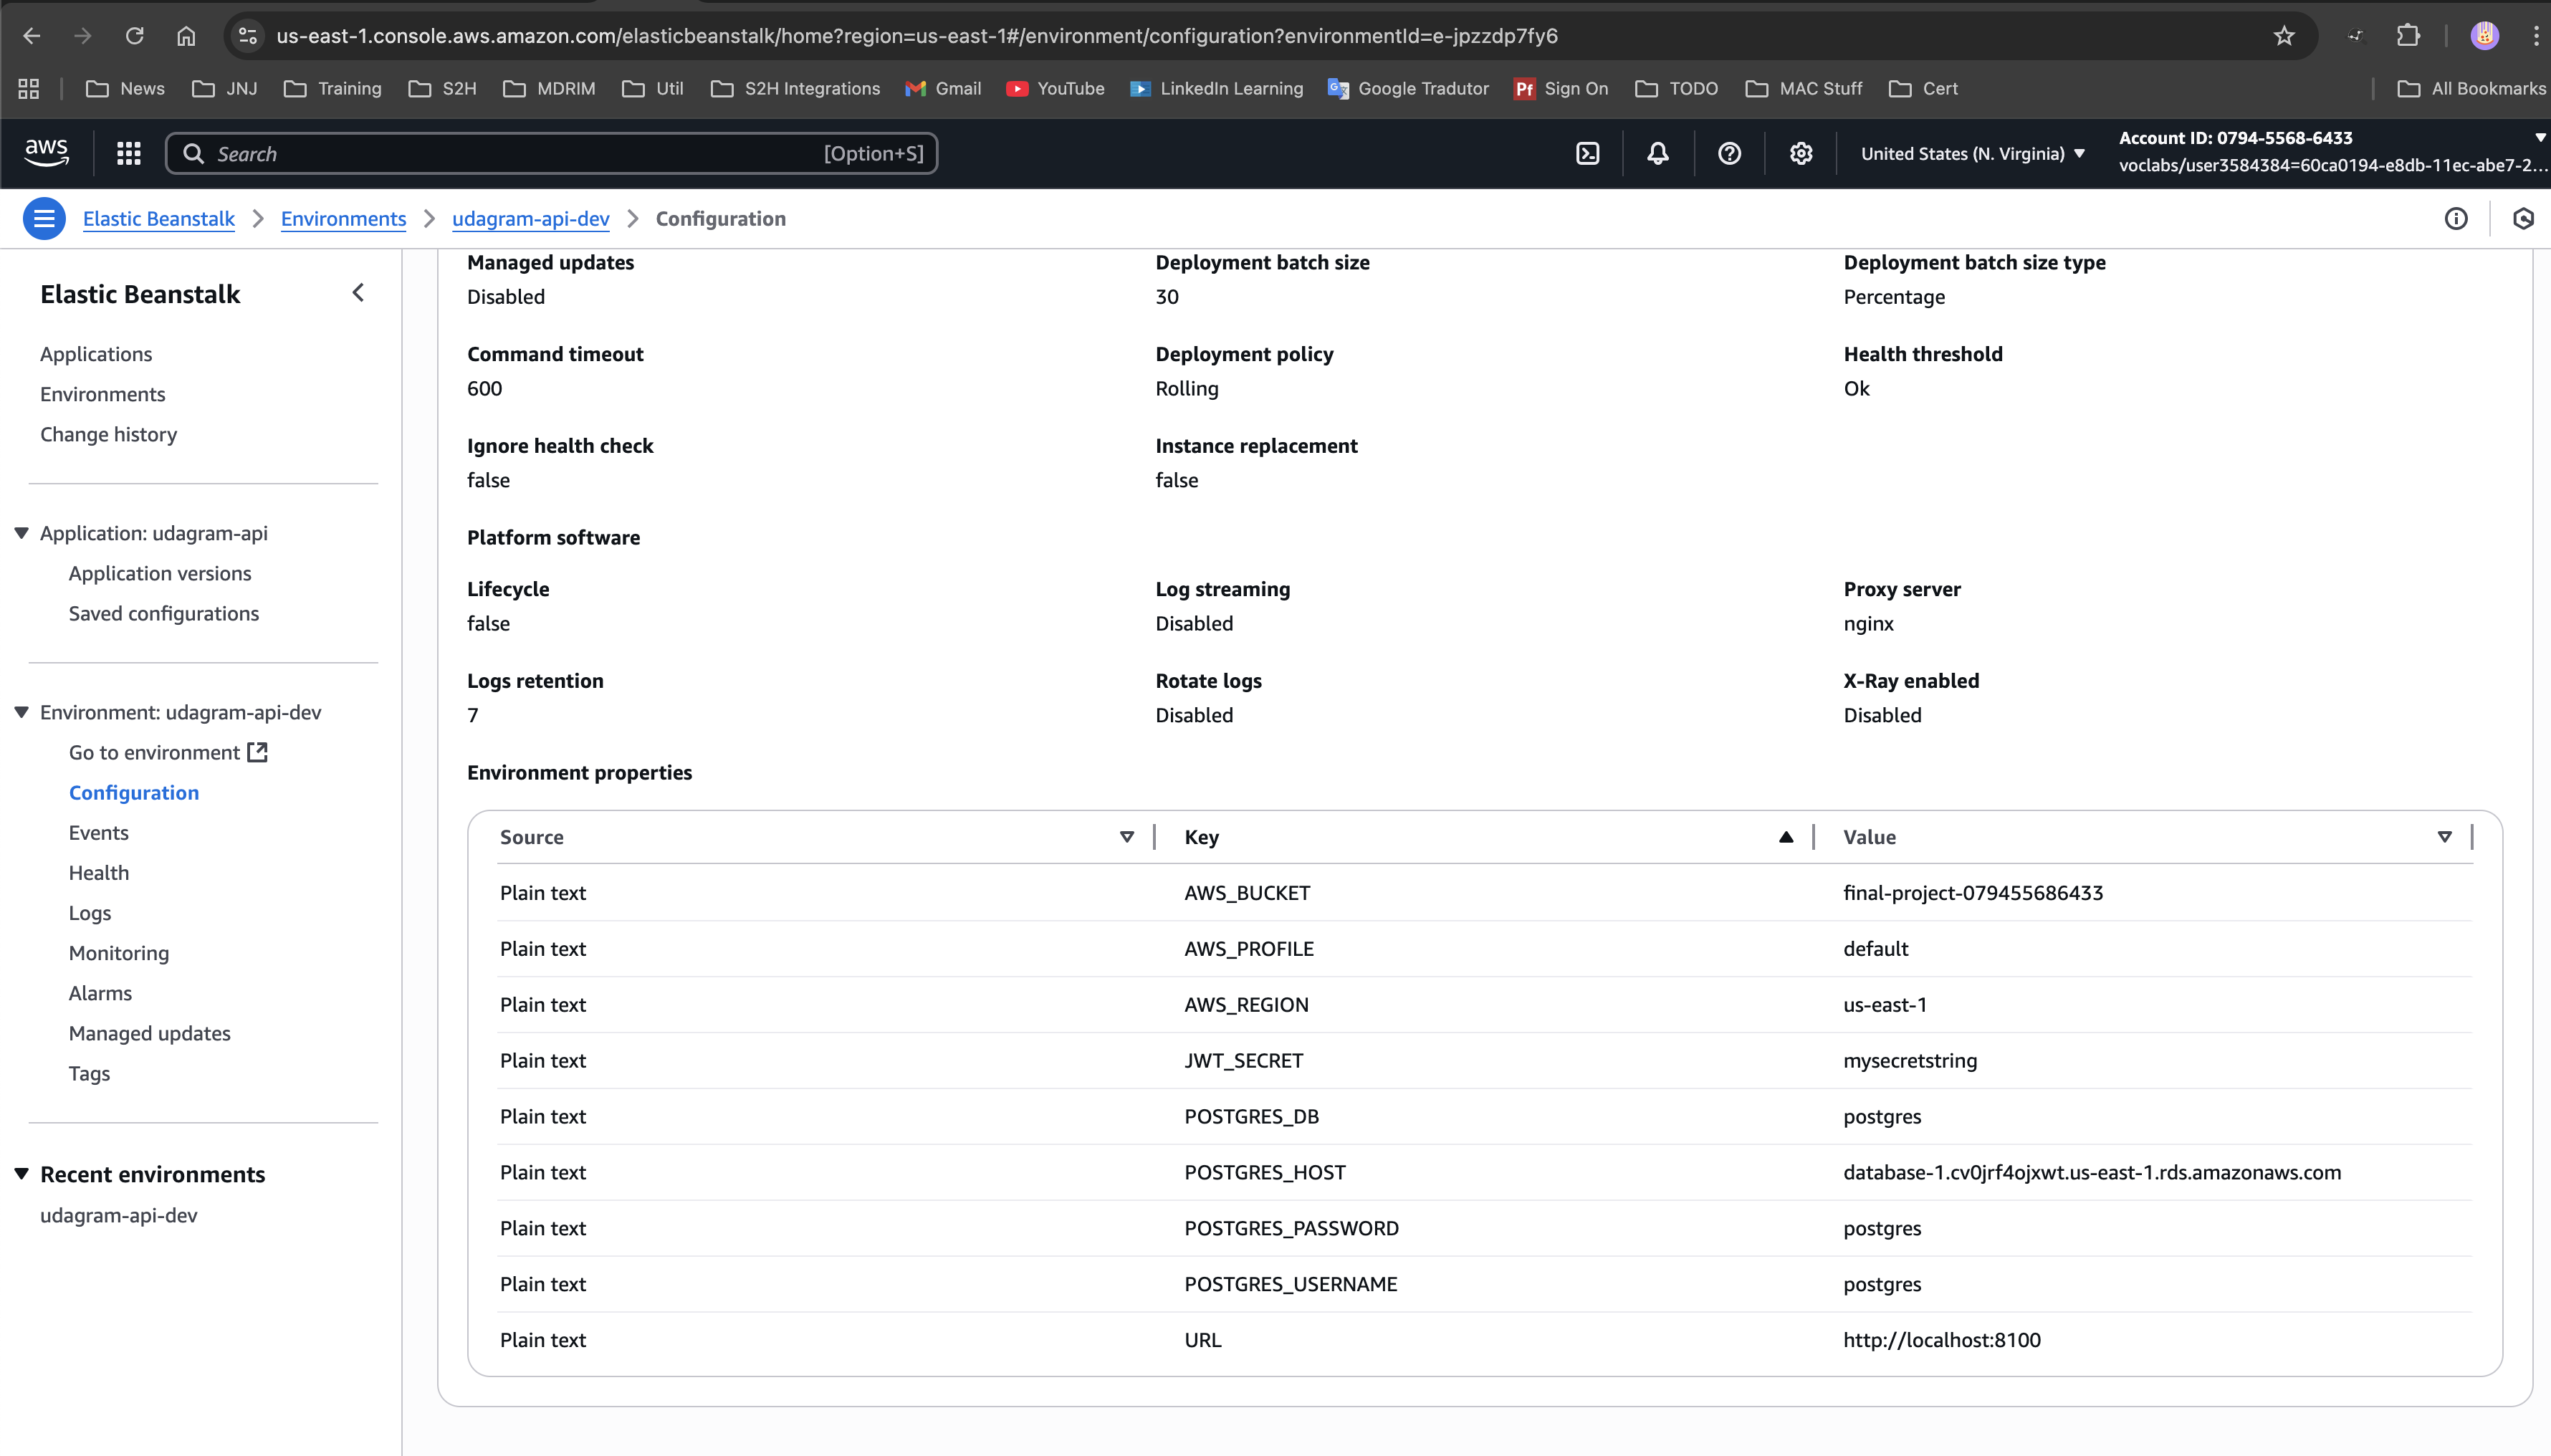 us-east-1.console.aws.amazon.com/elasticbeanstalk/home?region=us-east-1#/environment/configuration?environmentId=e-jpzzdp7fy6
News JNJ Training S2H MDRIM Util S2H Integrations Gmail YouTube LinkedIn Learning Google Tradutor Pf Sign On TODO MAC Stuff Cert All Bookmarks
aws Search [Option+S] United States (N. Virginia) Account ID: 0794-5568-6433
voclabs/user3584384=60ca0194-e8db-11ec-abe7-2...
Elastic Beanstalk Environments udagram-api-dev Configuration
Elastic Beanstalk
Applications
Environments
Change history
Application: udagram-api
Application versions
Saved configurations
Environment: udagram-api-dev
Go to environment
Configuration
Events
Health
Logs
Monitoring
Alarms
Managed updates
Tags
Recent environments
udagram-api-dev
Managed updates Deployment batch size Deployment batch size type
Disabled 30 Percentage
Command timeout Deployment policy Health threshold
600 Rolling Ok
Ignore health check Instance replacement
false false
Platform software
Lifecycle Log streaming Proxy server
false Disabled nginx
Logs retention Rotate logs X-Ray enabled
7 Disabled Disabled
Environment properties
Source Key Value
Plain text AWS_BUCKET final-project-079455686433
Plain text AWS_PROFILE default
Plain text AWS_REGION us-east-1
Plain text JWT_SECRET mysecretstring
Plain text POSTGRES_DB postgres
Plain text POSTGRES_HOST database-1.cv0jrf4ojxwt.us-east-1.rds.amazonaws.com
Plain text POSTGRES_PASSWORD postgres
Plain text POSTGRES_USERNAME postgres
Plain text URL http://localhost:8100